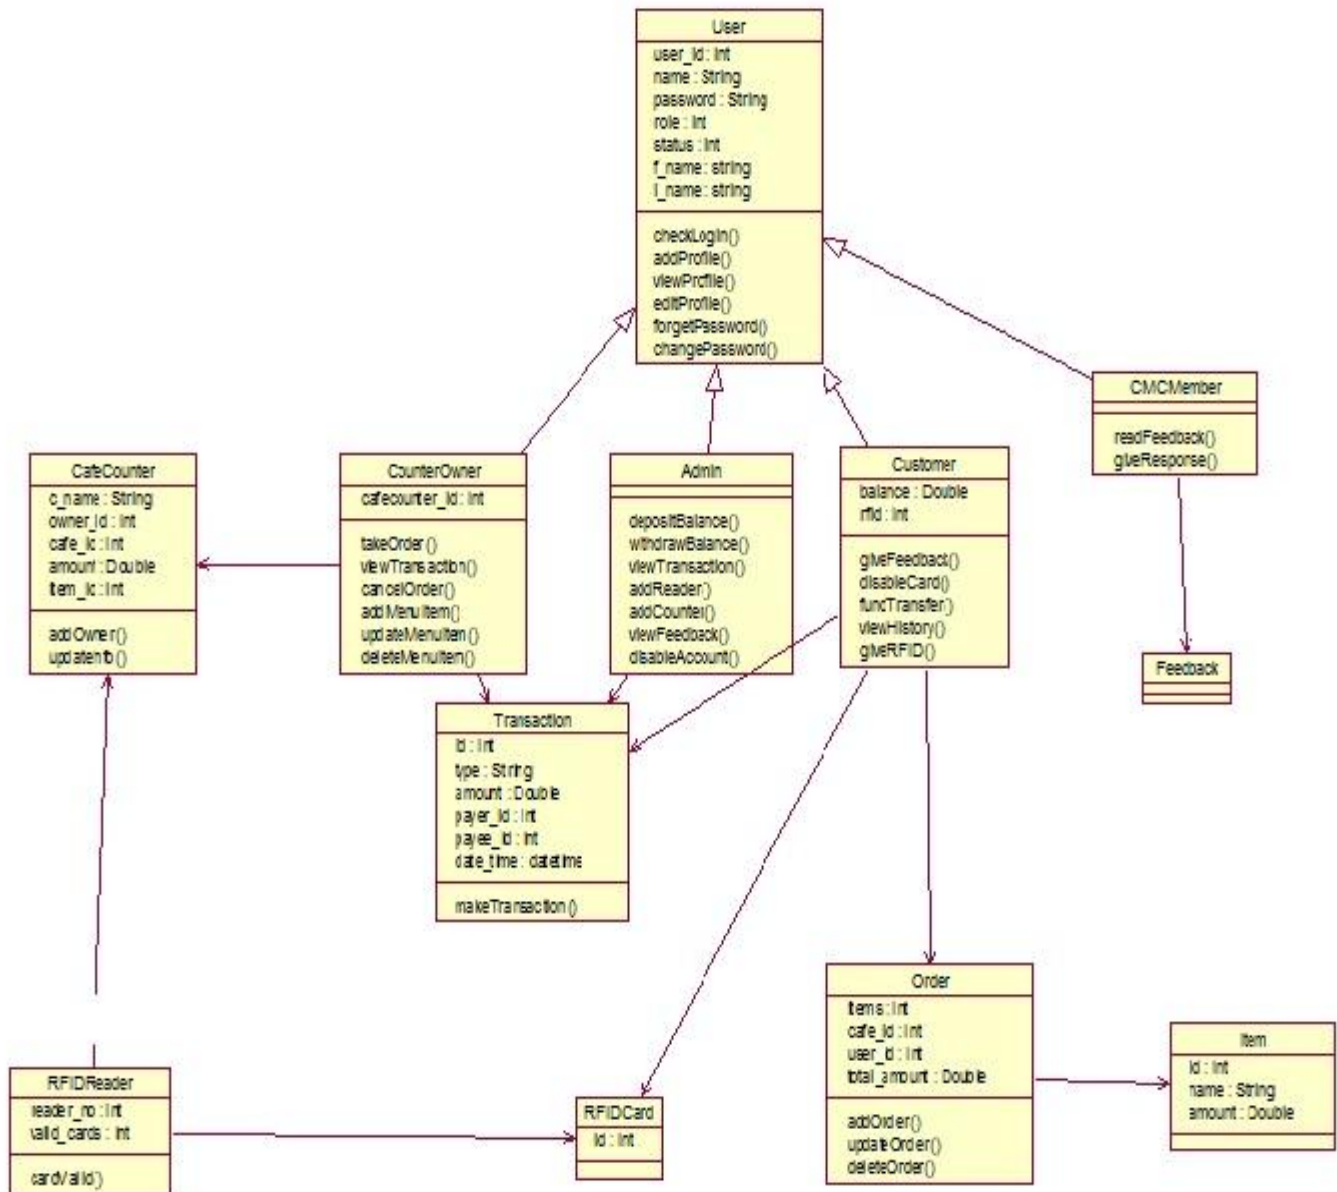 User
user_id : Int
name : String
password : String
role : Int
status : Int
f_name : string
l_name : string
checkLogin()
addProfile()
viewProfile()
editProfile()
forgetPassword()
changePassword()
CMCMember
readFeedback()
giveResponse()
CafeCounter
c_name : String
owner_id : Int
cafe_id : Int
amount : Double
item_id : Int
addOwner()
updateInfo()
CounterOwner
cafecounter_id : Int
takeOrder()
viewTransaction()
cancelOrder()
addMenuItem()
updateMenuItem()
deleteMenuItem()
Admin
depositBalance()
withdrawBalance()
viewTransaction()
addReader()
addCounter()
viewFeedback()
disableAccount()
Customer
balance : Double
rfid : Int
giveFeedback()
disableCard()
fundTransfer()
viewHistory()
giveRFID()
Feedback
Transaction
id : Int
type : String
amount : Double
payer_id : Int
payee_id : Int
date_time : datetime
makeTransaction()
Order
Items : Int
cafe_id : Int
user_id : Int
total_amount : Double
addOrder()
updateOrder()
deleteOrder()
Item
id : Int
name : String
amount : Double
RFIDReader
reader_no : Int
valid_cards : Int
cardValid()
RFIDCard
id : Int